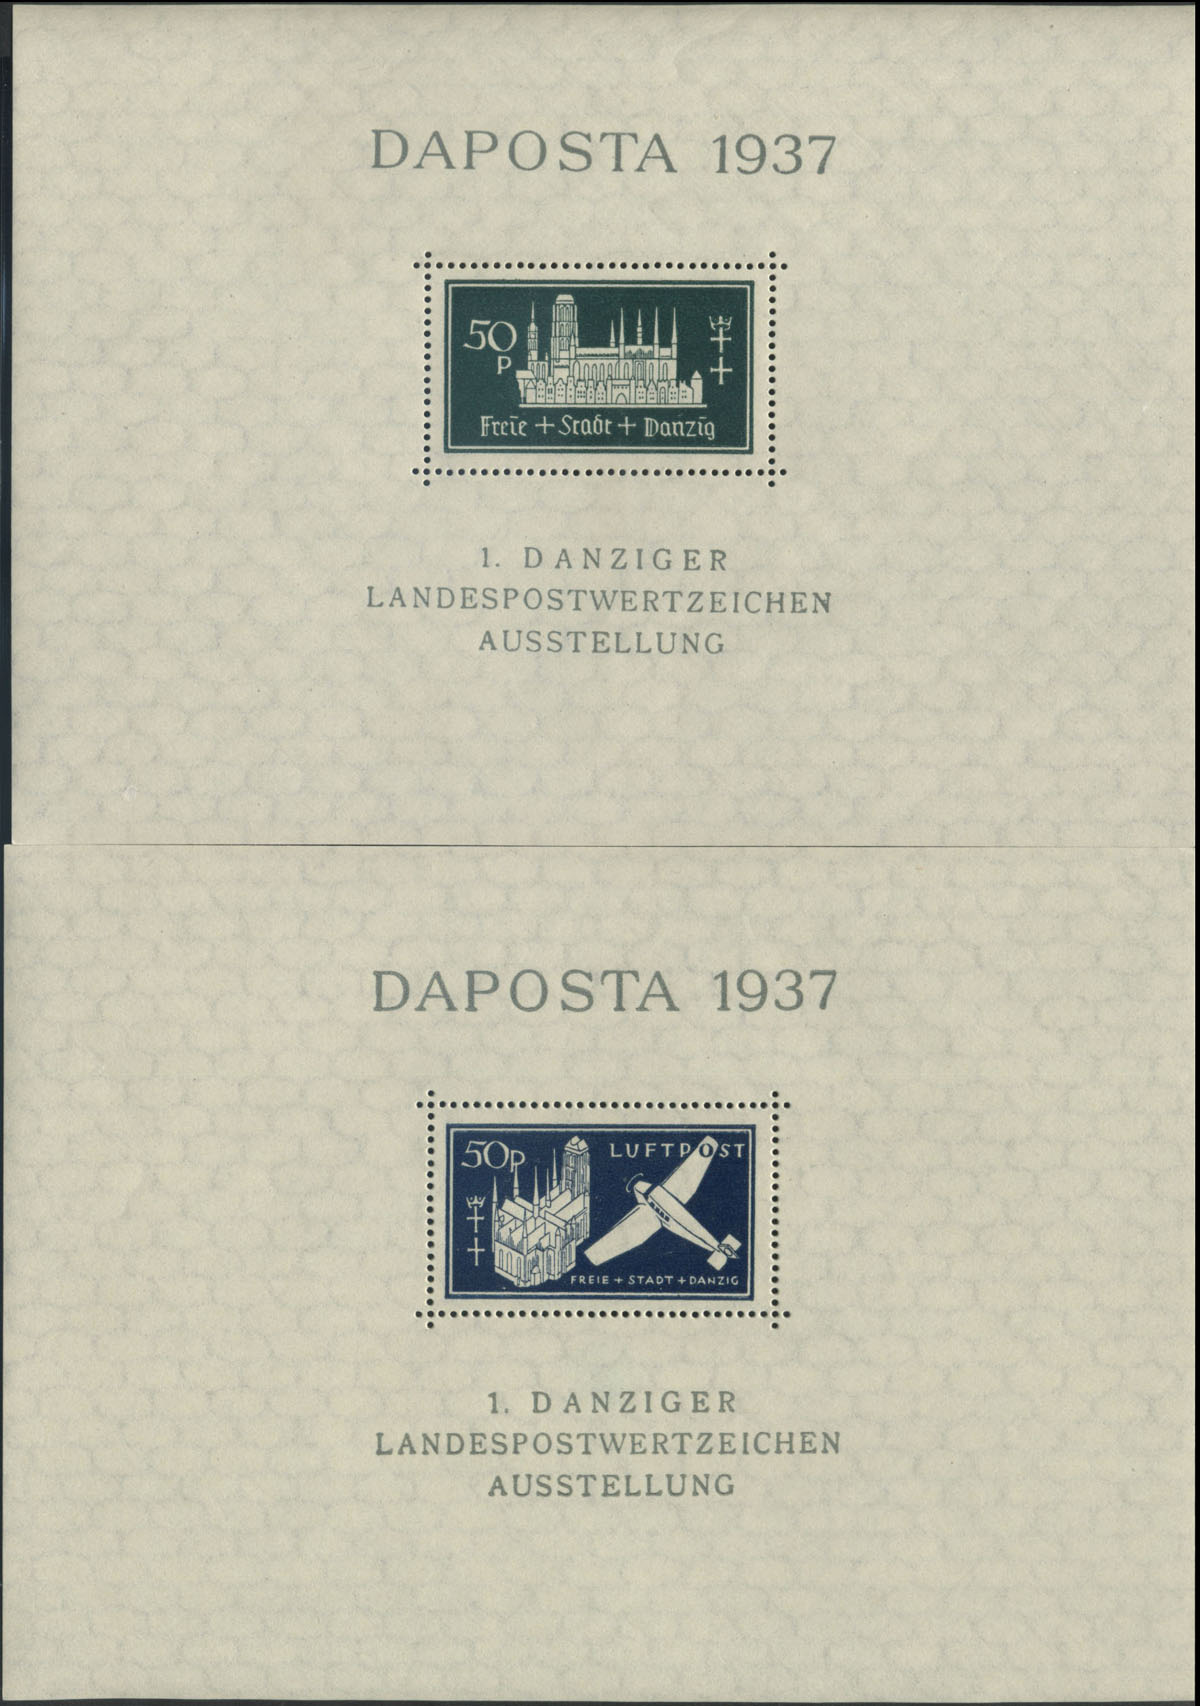 DAPOSTA 1937
50
P
Freie + Stadt + Danzig
1. DANZIGER
LANDESPOSTWERTZEICHEN
AUSSTELLUNG
DAPOSTA 1937
50P
LUFTPOST
FREIE + STADT + DANZIG
1. DANZIGER
LANDESPOSTWERTZEICHEN
AUSSTELLUNG